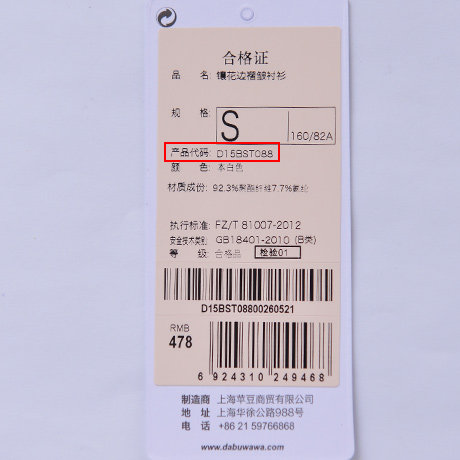 合格证
品 名: 镶花边褶皱衬衫
规 格: S 160/82A
产品代码: D15BST088
颜 色: 本白色
材质成份: 92.3%聚酯纤维7.7%氨纶
执行标准: FZ/T 81007-2012
安全技术类别: GB18401-2010 (B类)
等 级: 合格品 检验01
D15BST08800260521
RMB
478
6 924310 249468
制造商 上海苹豆商贸有限公司
地 址 上海华徐公路988号
电 话 +86 21 59766868
www.dabuwawa.com